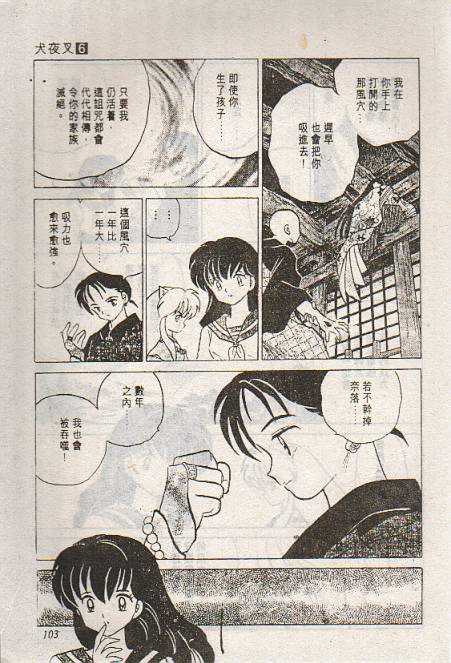 犬夜叉6
我在
你手上
打開的
那風穴…
遲早
也會把你
吸進去！
即使你
生了孩子……
只要我
仍活着
這詛咒都會
代代相傳，
令你的家族
滅絕。
……
這個風穴
一年比
一年大……
吸力也
愈來愈強。
若不幹掉
奈落……
數年
之內……
我也會
被吞噬！
103